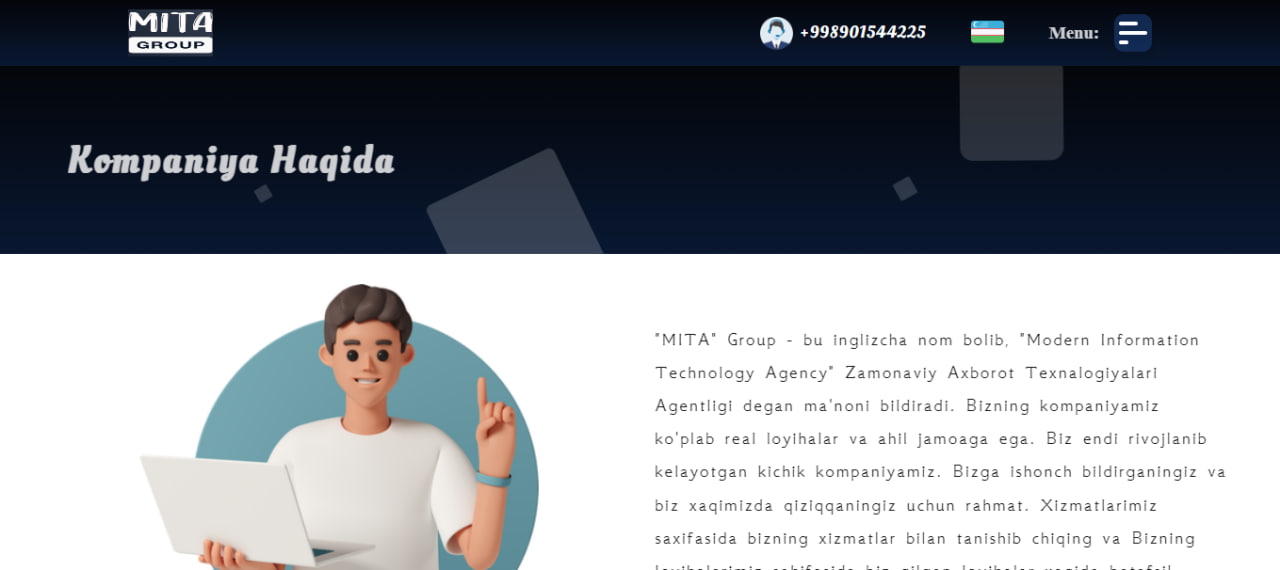 MITA
GROUP
+998901544225
Menu:
Kompaniya Haqida
"MITA" Group - bu inglizcha nom bolib, "Modern Information
Technology Agency" Zamonaviy Axborot Texnalogiyalari
Agentligi degan ma'noni bildiradi. Bizning kompaniyamiz
ko'plab real loyihalar va ahil jamoaga ega. Biz endi rivojlanib
kelayotgan kichik kompaniyamiz. Bizga ishonch bildirganingiz va
biz xaqimizda qiziqqaningiz uchun rahmat. Xizmatlarimiz
saxifasida bizning xizmatlar bilan tanishib chiqing va Bizning